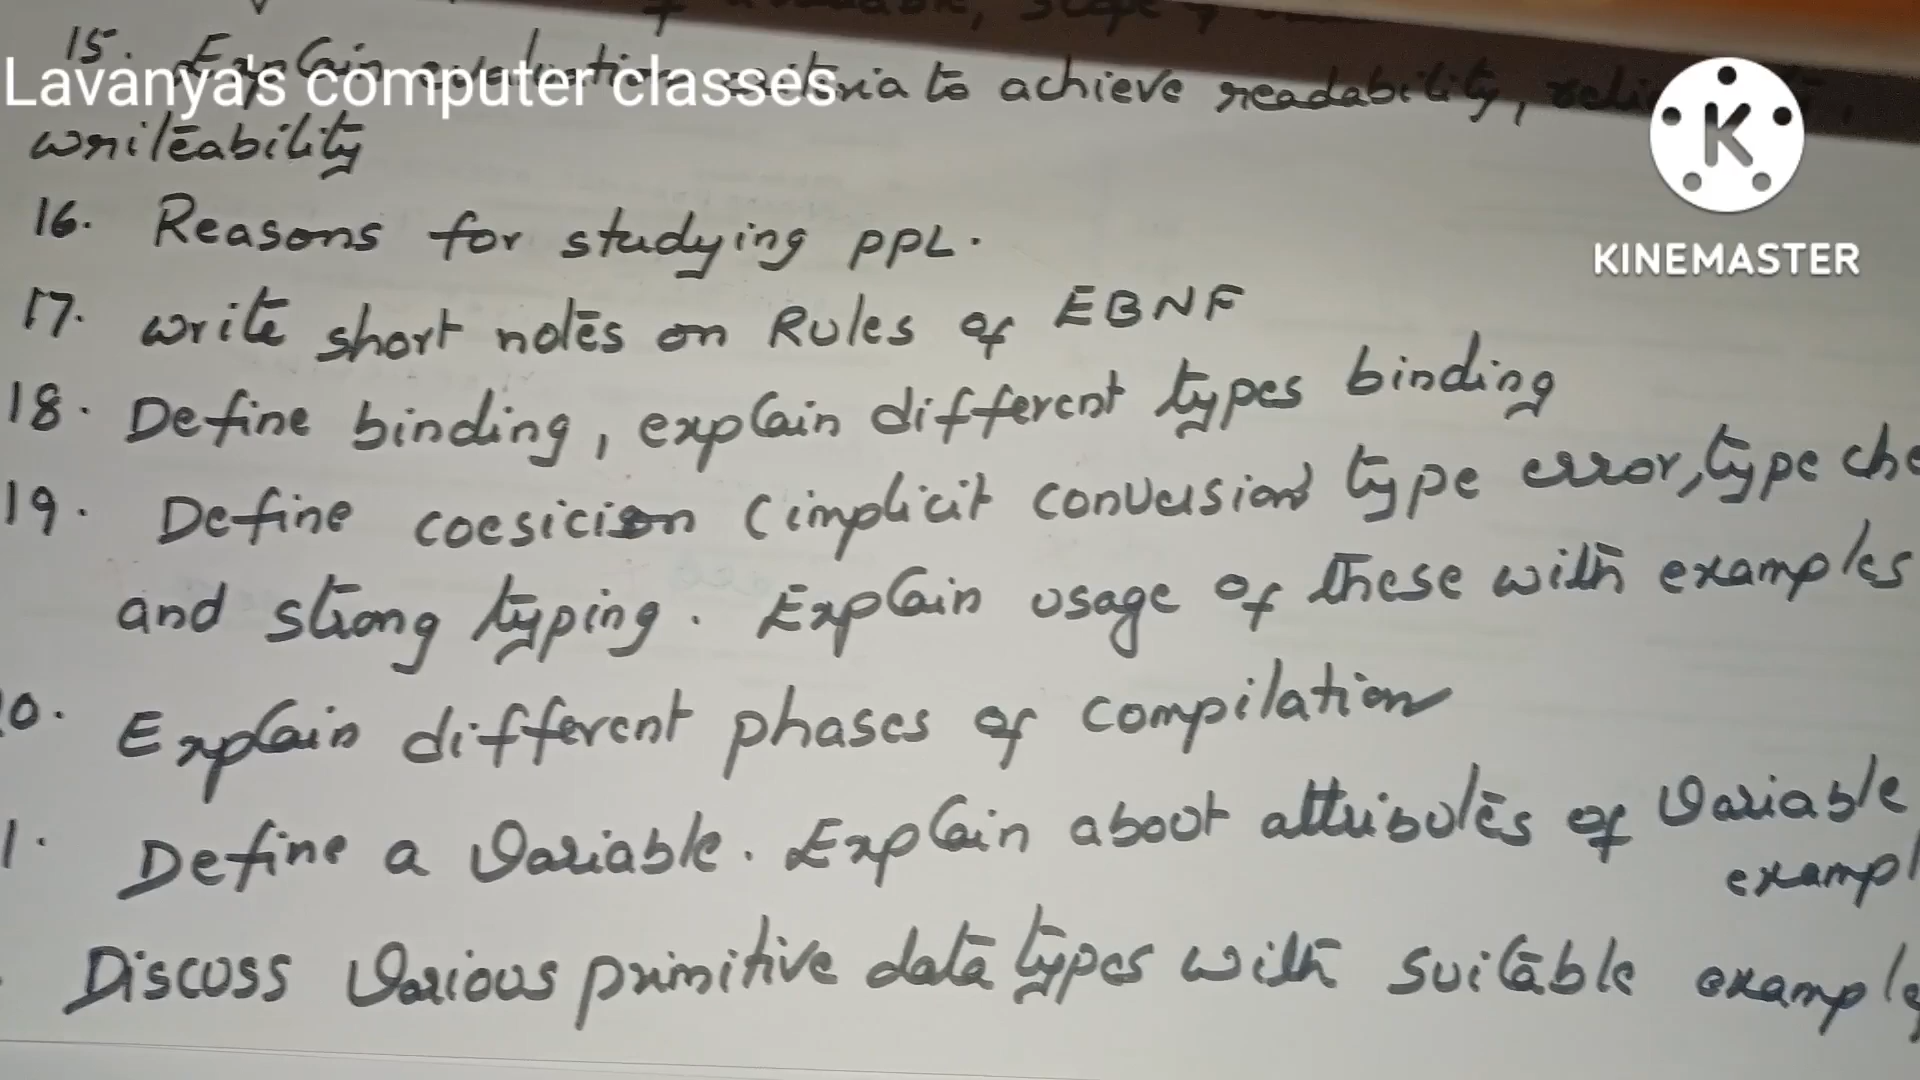 15. Explain evaluation criteria to achieve readability,
Lavanya's computer classes
writeability
16. Reasons for studying PPL.
KINEMASTER
17. write short notes on Rules of EBNF
18. Define binding, explain different types binding
19. Define coesicion (implicit conversion) type error, type che
and strong typing. Explain usage of these with examples
0. Explain different phases of compilation
1. Define a Variable. Explain about attributes of Variable
exampl
Discuss Various primitive data types with suitable example